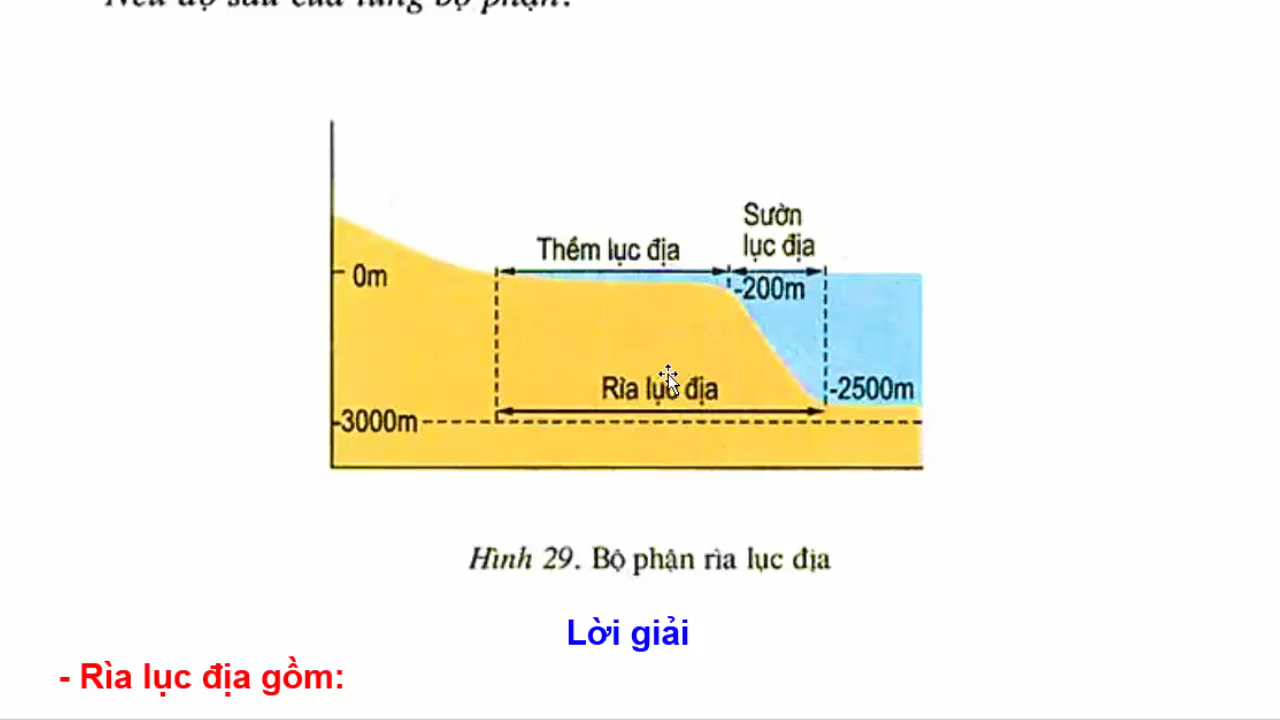 Sườn
Thềm lục địa lục địa
0m
-200m
Rìa lục địa -2500m
-3000m
Hình 29. Bộ phận rìa lục địa
Lời giải
- Rìa lục địa gồm: